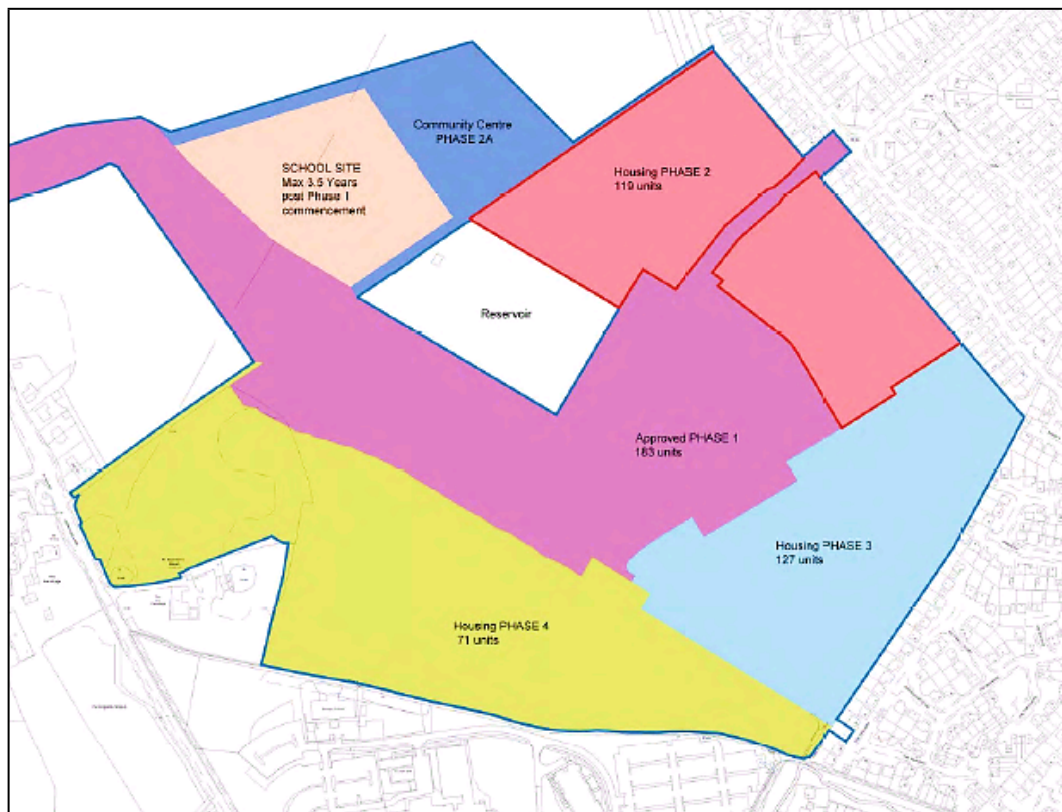 Community Centre
PHASE 2A
SCHOOL SITE
Max 3.5 Years
post Phase 1
commencement
Housing PHASE 2
119 units
Reservoir
Approved PHASE 1
183 units
Housing PHASE 3
127 units
Housing PHASE 4
71 units